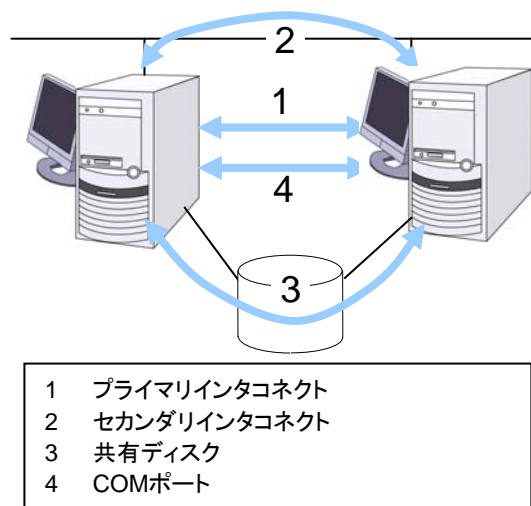 2
1
4
3
1 プライマリインタコネクト
2 セカンダリインタコネクト
3 共有ディスク
4 COMポート